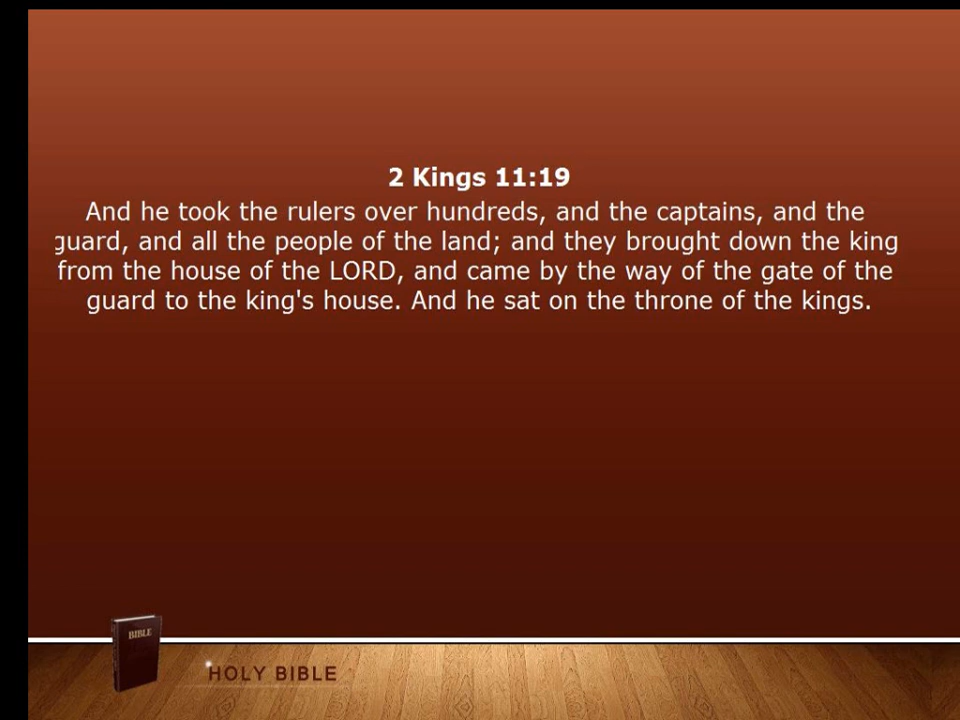 2 Kings 11:19
And he took the rulers over hundreds, and the captains, and the
guard, and all the people of the land; and they brought down the king
from the house of the LORD, and came by the way of the gate of the
guard to the king's house. And he sat on the throne of the kings.
BIBLE
HOLY BIBLE